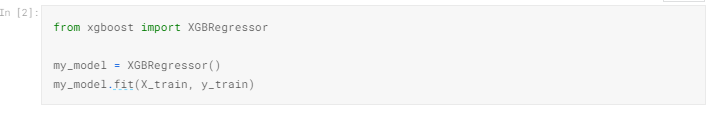 In [2]:
from xgboost import XGBRegressor
my_model = XGBRegressor()
my_model.fit(X_train, y_train)